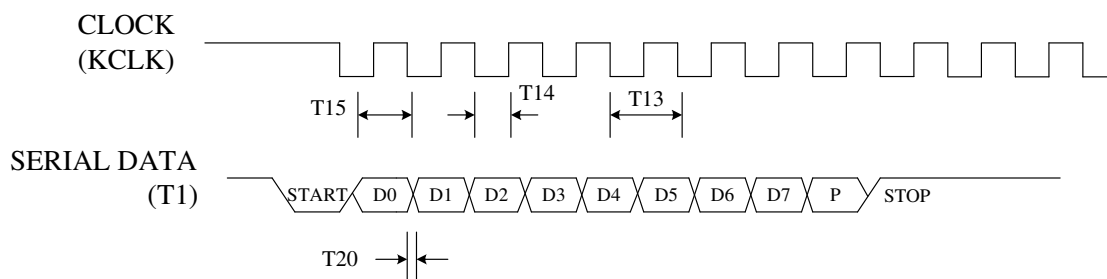 CLOCK
(KCLK)
T15
T14
T13
SERIAL DATA
(T1)
START D0 D1 D2 D3 D4 D5 D6 D7 P STOP
T20